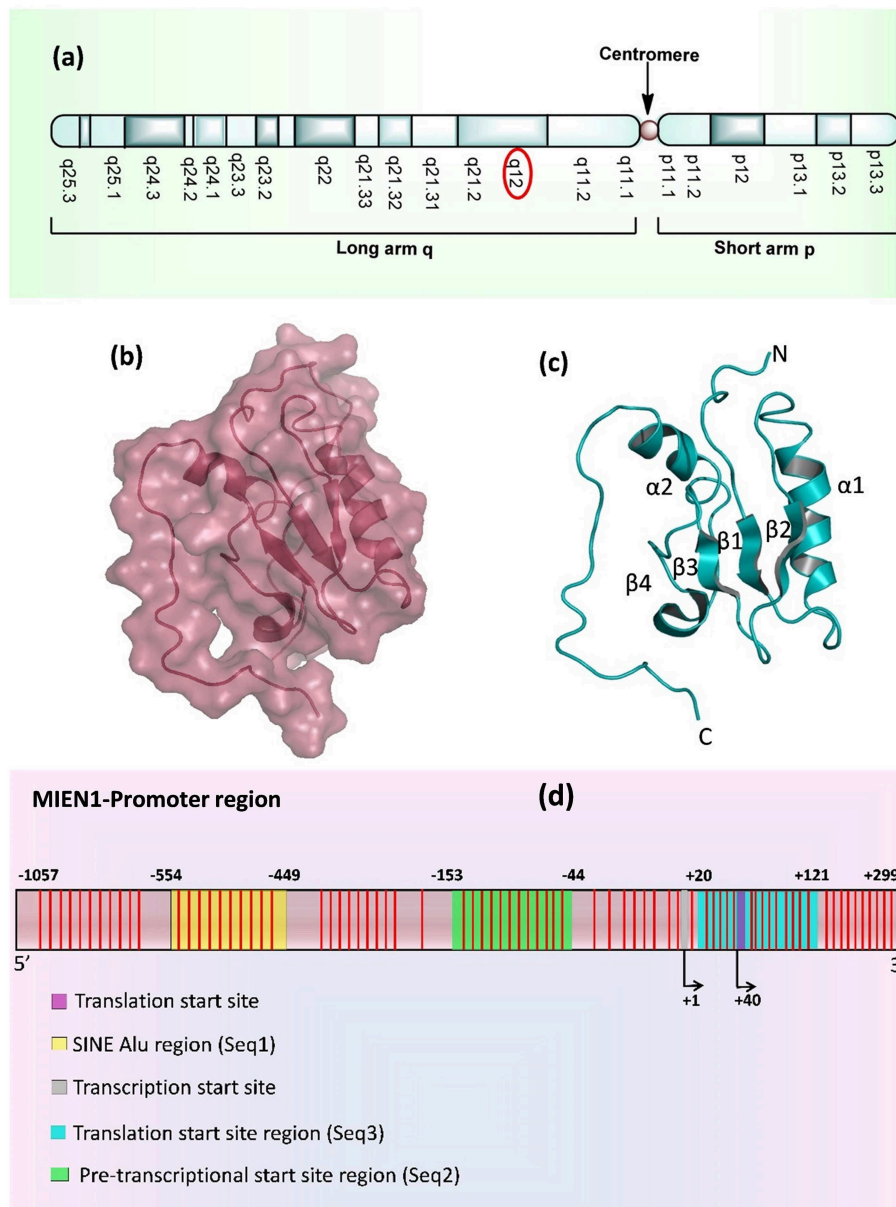 (a)
Centromere
q25.3 q25.1 q24.3 q24.2 q24.1 q23.3 q23.2 q22 q21.33 q21.32 q21.31 q21.2 q12 q11.2 q11.1 p11.1 p11.2 p12 p13.1 p13.2 p13.3
Long arm q Short arm p
(b)
(c)
N
α2 α1
β1 β2
β3
β4
C
MIEN1-Promoter region (d)
-1057 -554 -449 -153 -44 +20 +121 +299
5′ 3
+1 +40
Translation start site
SINE Alu region (Seq1)
Transcription start site
Translation start site region (Seq3)
Pre-transcriptional start site region (Seq2)